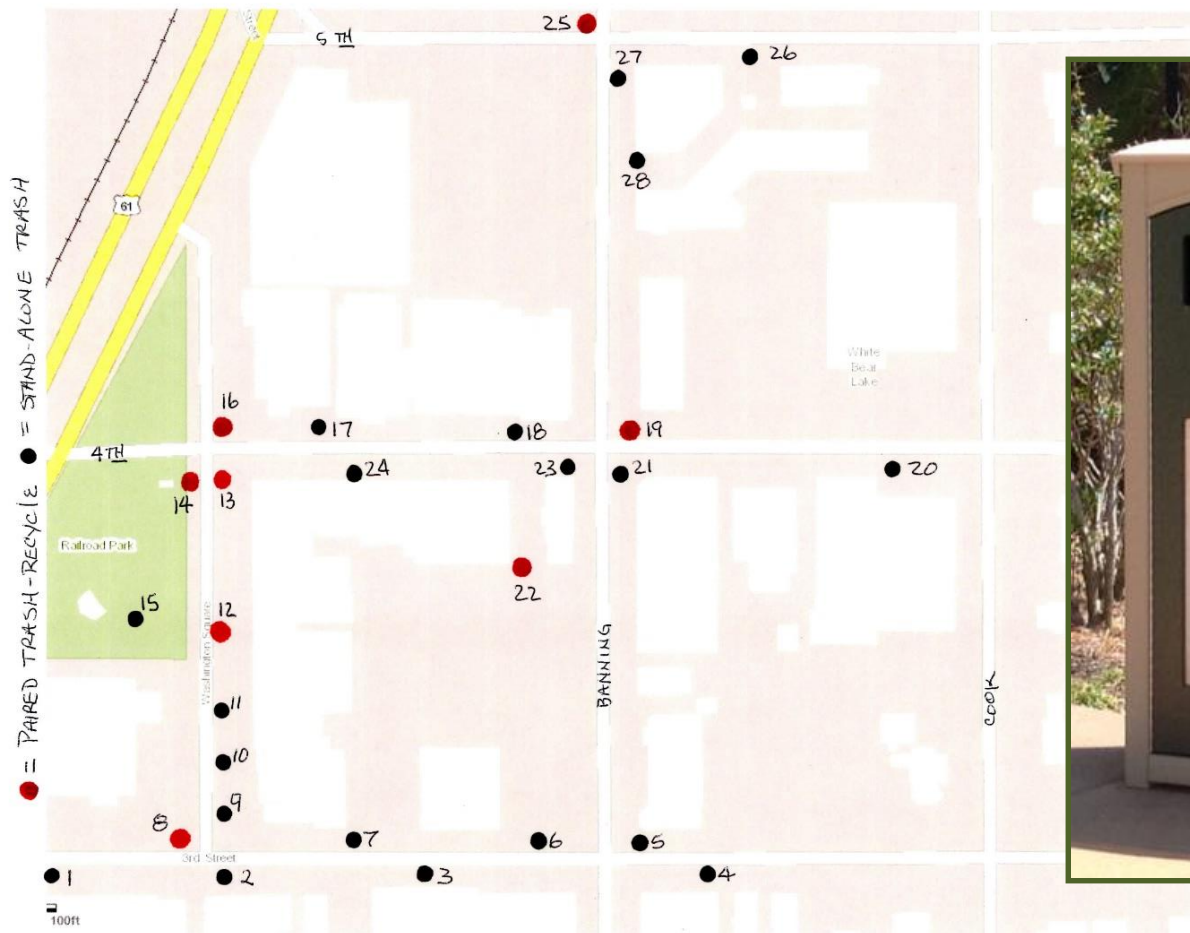 25
5 TH
27
26
28
61
16
17
18
19
White
Bear
Lake
4TH
24
23
21
20
14
13
Railroad Park
22
15
12
Washington Square
BANNING
COOK
11
10
9
8
7
6
5
3rd Street
1
2
3
4
100ft
= PAIRED TRASH-RECYCLE = STAND-ALONE TRASH
Street